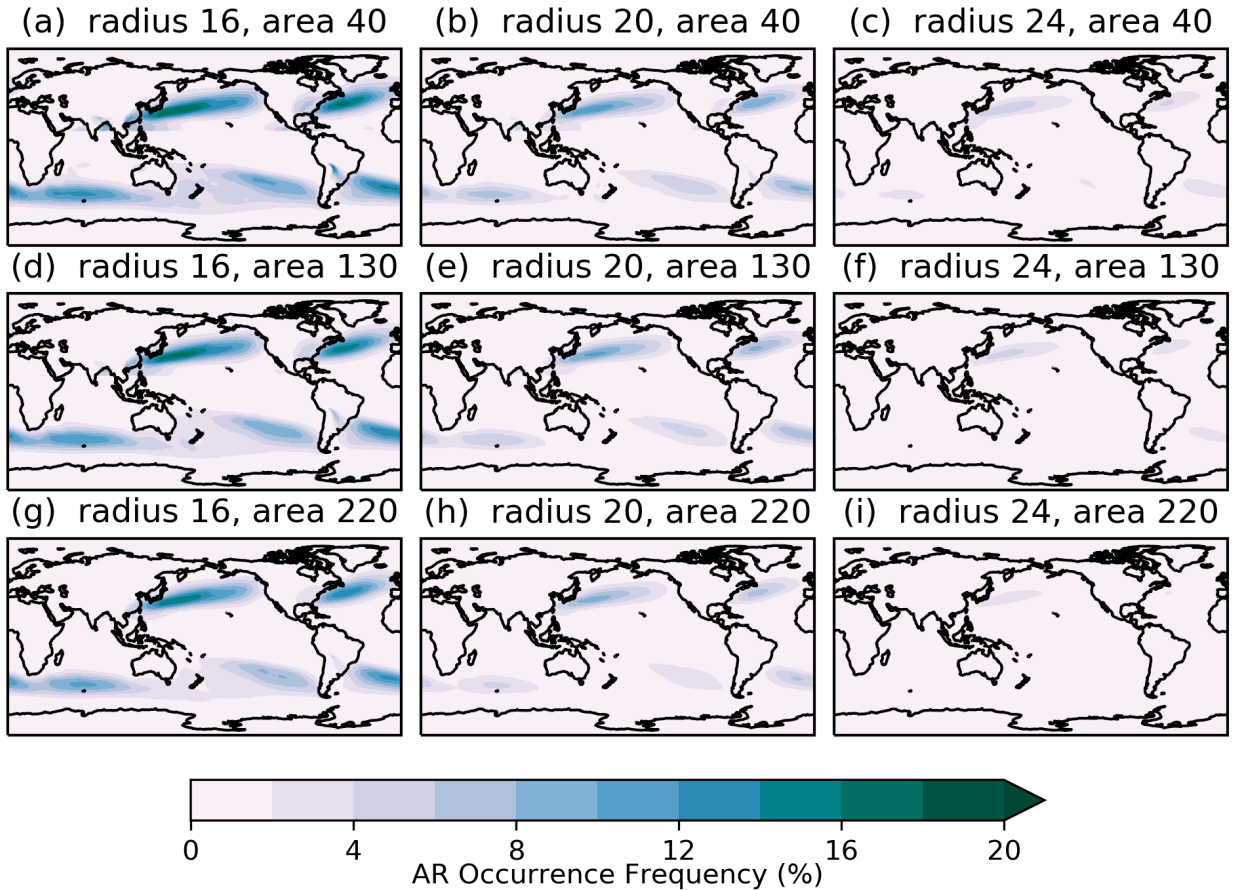 (a) radius 16, area 40
(b) radius 20, area 40
(c) radius 24, area 40
(d) radius 16, area 130
(e) radius 20, area 130
(f) radius 24, area 130
(g) radius 16, area 220
(h) radius 20, area 220
(i) radius 24, area 220
0 4 8 12 16 20
AR Occurrence Frequency (%)